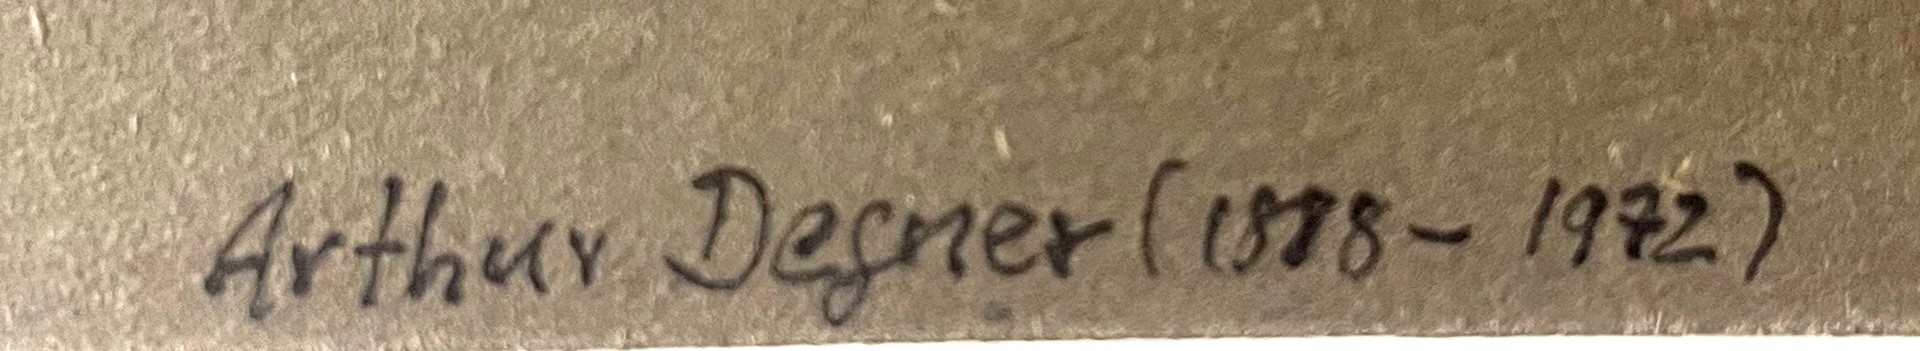 Arthur Degner (1888 - 1972)